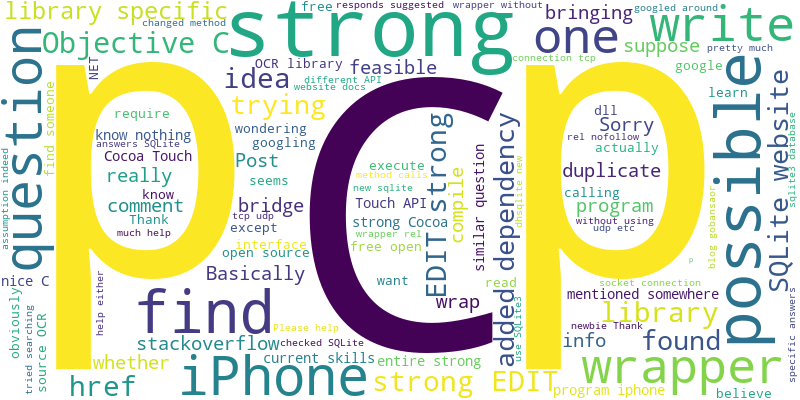 library specific
changed method
free
responds suggested
wrapper without
googled around
strong
bringing
write
Objective C
OCR library
feasible
one
suppose
pretty much
NET
idea
different API
website docs
connection tcp
google
learn
question
find someone
p
C
p
possible
require
trying
dll
know nothing
wondering
Sorry
rel nofollow
answers SQLite
googling
EDIT strong
added dependency
actually
Cocoa Touch
Post
execute
compile
method calls
similar question
duplicate
really
seems
new sqlite
calling
SQLite Website
sqlite3 database
know
bridge
Touch API
onsqlite new
program
comment
Thank
tcp udp
except
strong Cocoa
without using
much help
wrapper rel
interface
free open
udp etc
blog gobansaor
assumption indeed
open source
p
Basically
want
read
nice C
wrap
socket connection
mentioned somewhere
help either
find
use SQLite3
library
specific answers
obviously
source OCR
tried searching
Please help
newbie Thank
stackoverflow
checked SQLite
info
found
whether
current skills
entire strong
wrapper
href
iPhone
strong EDIT
program iphone
believe